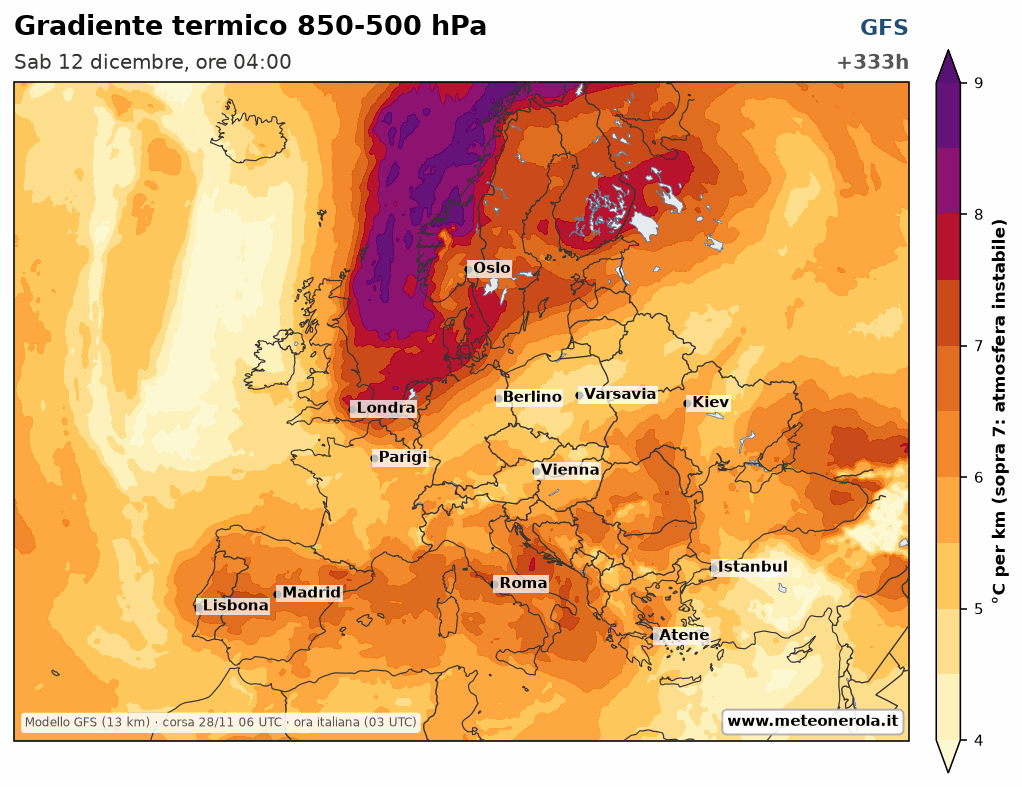 Gradiente termico 850-500 hPa
GFS
Sab 12 dicembre, ore 04:00
+333h
9
8
7
6
5
4
°C per km (sopra 7: atmosfera instabile)
Oslo
Londra
Berlino
Varsavia
Kiev
Parigi
Vienna
Istanbul
Roma
Madrid
Lisbona
Atene
Modello GFS (13 km) · corsa 28/11 06 UTC · ora italiana (03 UTC)
www.meteonerola.it